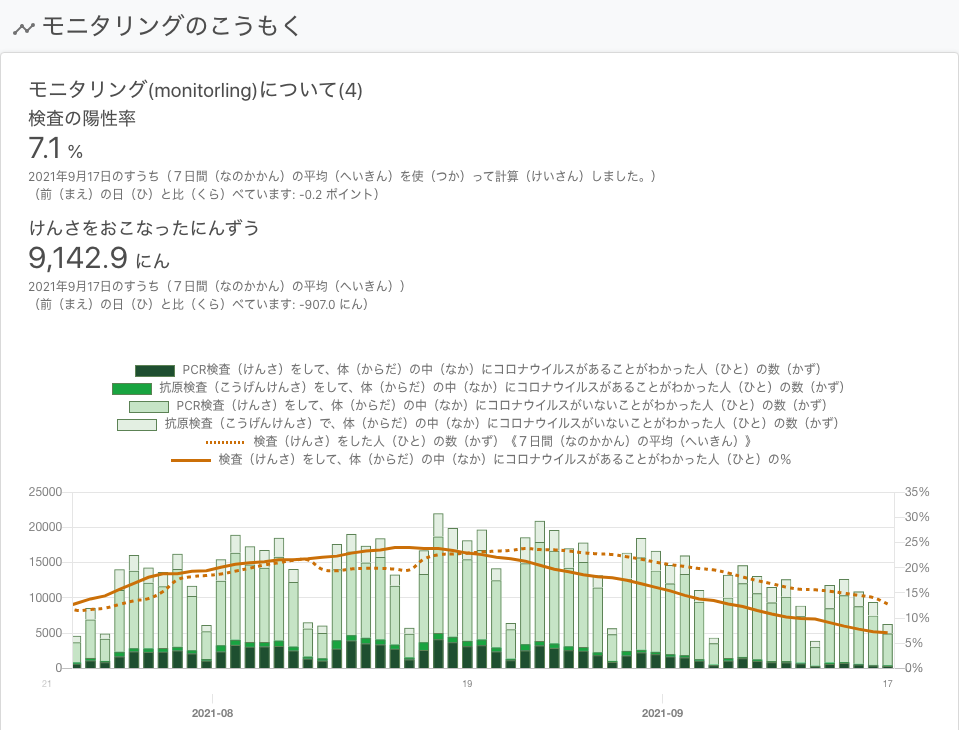 モニタリングのこうもく
モニタリング(monitorling)について(4)
検査の陽性率
7.1 %
2021年9月17日のすうち（７日間（なのかかん）の平均（へいきん）を使（つか）って計算（けいさん）しました。）
（前（まえ）の日（ひ）と比（くら）べています: -0.2 ポイント）
けんさをおこなったにんずう
9,142.9 にん
2021年9月17日のすうち（７日間（なのかかん）の平均（へいきん））
（前（まえ）の日（ひ）と比（くら）べています: -907.0 にん）
PCR検査（けんさ）をして、体（からだ）の中（なか）にコロナウイルスがあることがわかった人（ひと）の数（かず）
抗原検査（こうげんけんさ）をして、体（からだ）の中（なか）にコロナウイルスがあることがわかった人（ひと）の数（かず）
PCR検査（けんさ）をして、体（からだ）の中（なか）にコロナウイルスがいないことがわかった人（ひと）の数（かず）
抗原検査（こうげんけんさ）で、体（からだ）の中（なか）にコロナウイルスがいないことがわかった人（ひと）の数（かず）
検査（けんさ）をした人（ひと）の数（かず）《７日間（なのかかん）の平均（へいきん）》
検査（けんさ）をして、体（からだ）の中（なか）にコロナウイルスがあることがわかった人（ひと）の％
25000 35%
30%
20000
25%
15000 20%
10000 15%
10%
5000
5%
0 0%
21 19 17
2021-08 2021-09